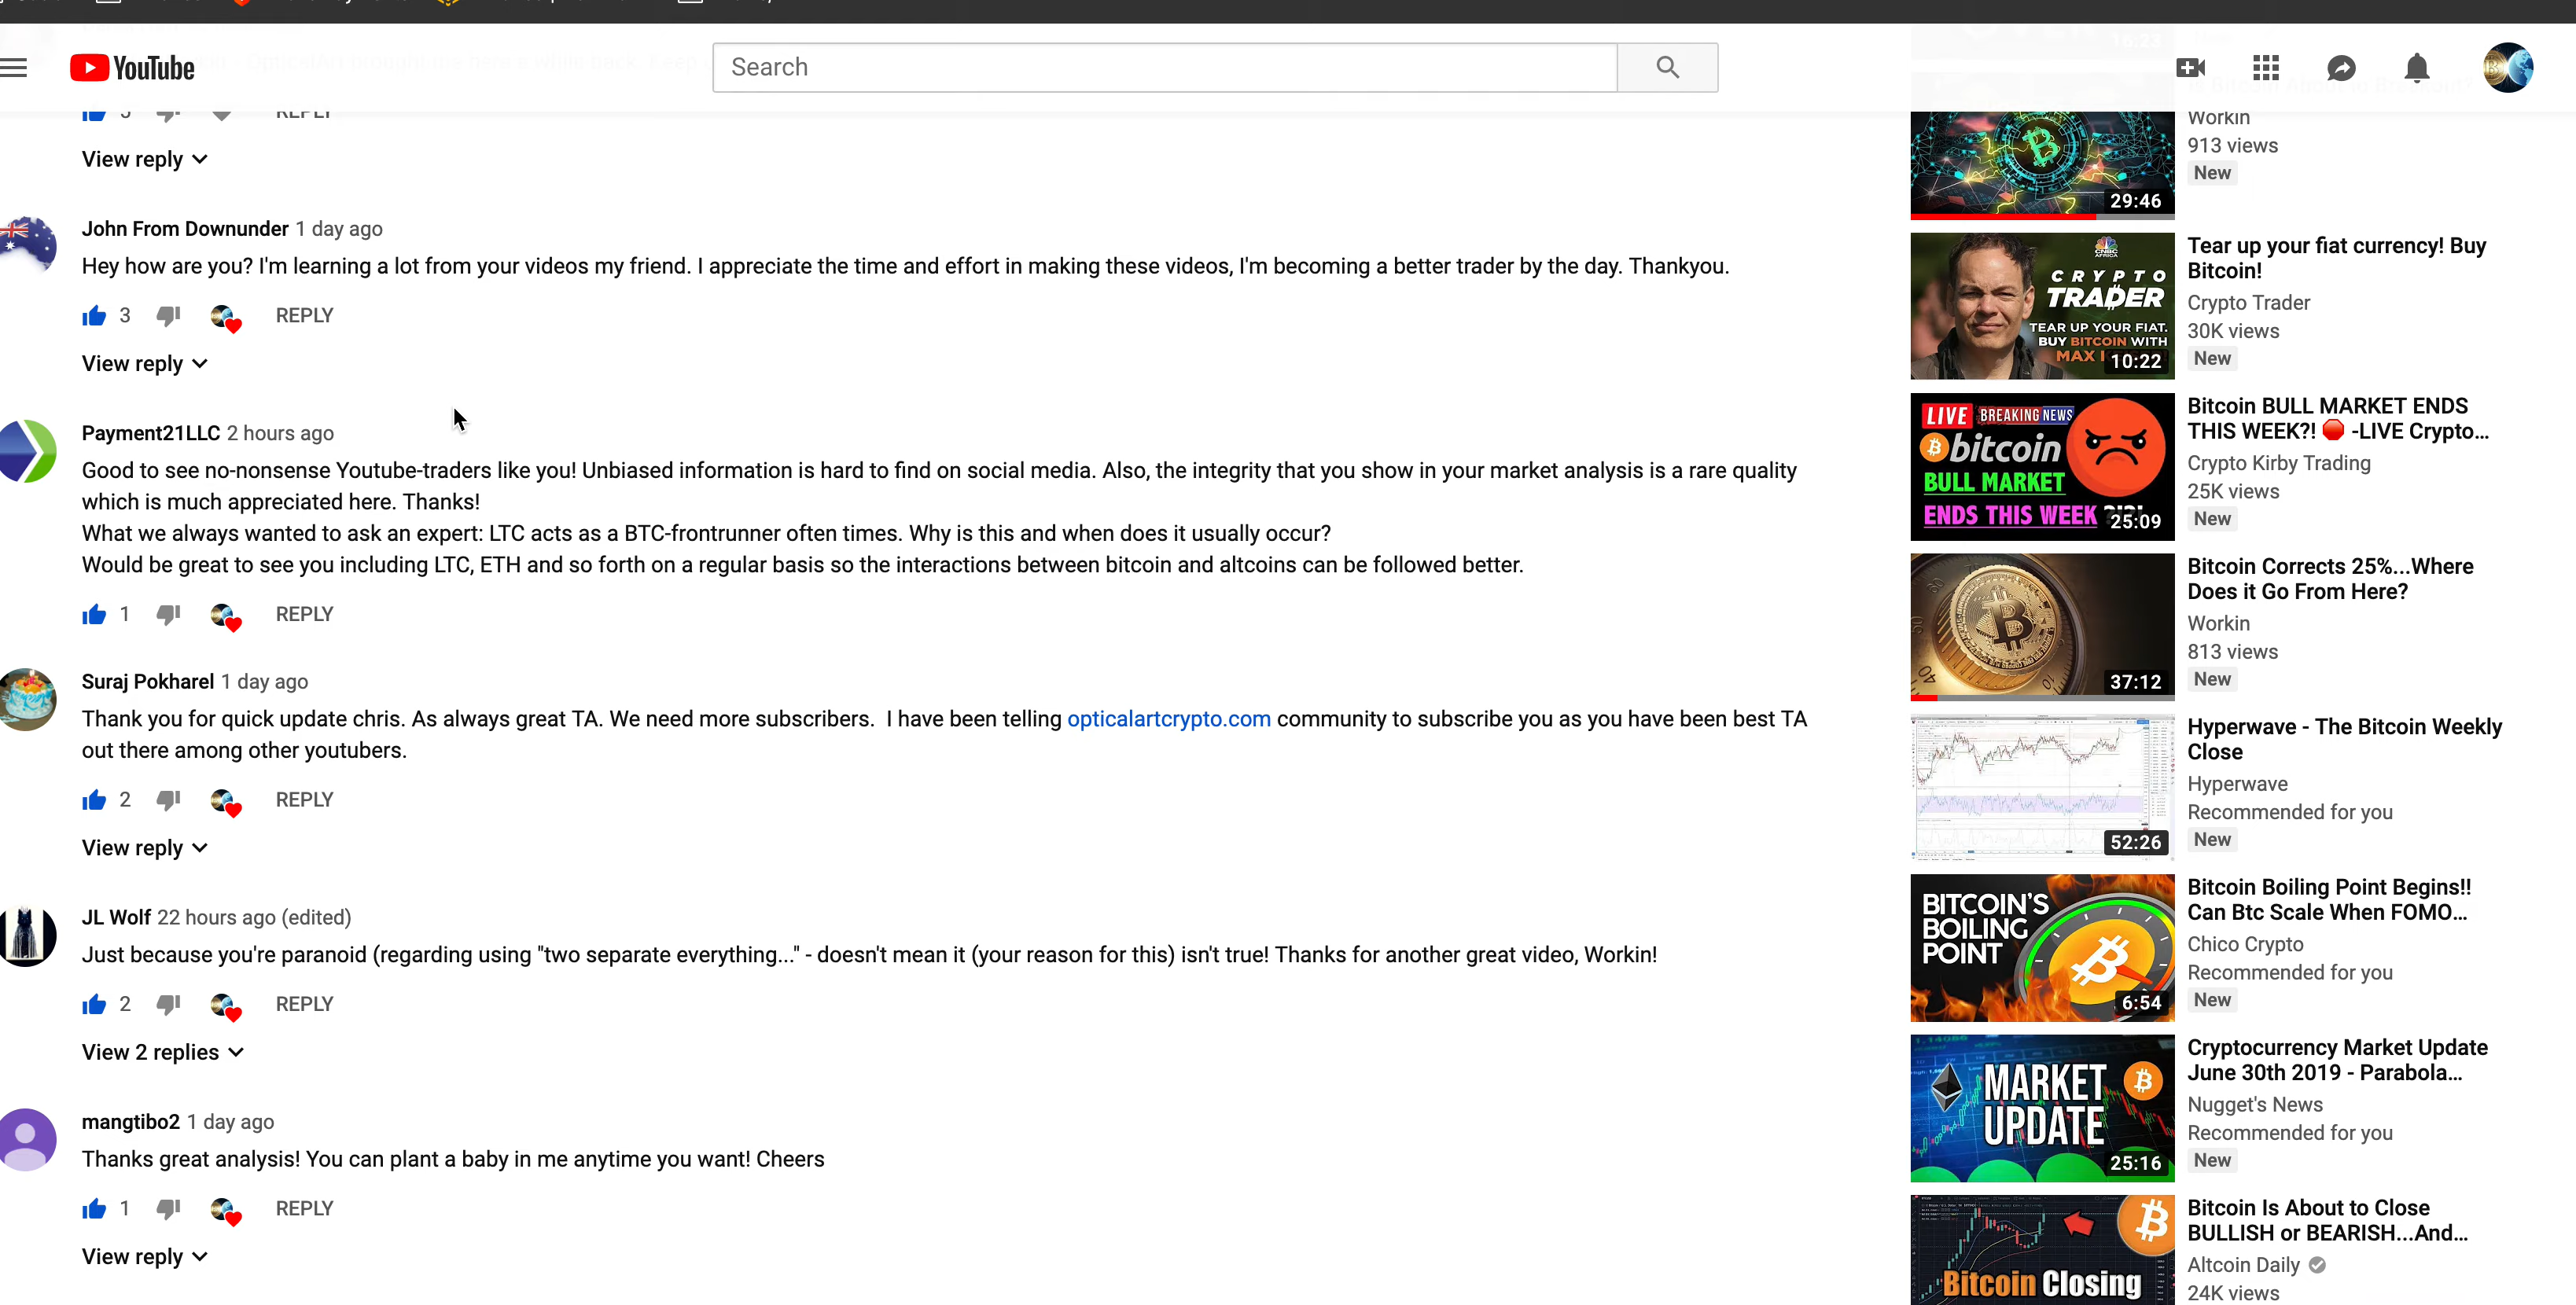 YouTube
Search
5 REPLY
View reply
John From Downunder 1 day ago
Hey how are you? I'm learning a lot from your videos my friend. I appreciate the time and effort in making these videos, I'm becoming a better trader by the day. Thankyou.
3 REPLY
View reply
Payment21LLC 2 hours ago
Good to see no-nonsense Youtube-traders like you! Unbiased information is hard to find on social media. Also, the integrity that you show in your market analysis is a rare quality
which is much appreciated here. Thanks!
What we always wanted to ask an expert: LTC acts as a BTC-frontrunner often times. Why is this and when does it usually occur?
Would be great to see you including LTC, ETH and so forth on a regular basis so the interactions between bitcoin and altcoins can be followed better.
1 REPLY
Suraj Pokharel 1 day ago
Thank you for quick update chris. As always great TA. We need more subscribers.  I have been telling opticalartcrypto.com community to subscribe you as you have been best TA
out there among other youtubers.
2 REPLY
View reply
JL Wolf 22 hours ago (edited)
Just because you're paranoid (regarding using "two separate everything..." - doesn't mean it (your reason for this) isn't true! Thanks for another great video, Workin!
2 REPLY
View 2 replies
mangtibo2 1 day ago
Thanks great analysis! You can plant a baby in me anytime you want! Cheers
1 REPLY
View reply
29:46
Workin
913 views
New
CNBC
AFRICA
CRYPTO
TRADER
TEAR UP YOUR FIAT.
BUY BITCOIN WITH
MAX
10:22
Tear up your fiat currency! Buy
Bitcoin!
Crypto Trader
30K views
New
LIVE BREAKING NEWS
bitcoin
BULL MARKET
ENDS THIS WEEK
25:09
Bitcoin BULL MARKET ENDS
THIS WEEK?! 🛑 -LIVE Crypto...
Crypto Kirby Trading
25K views
New
37:12
Bitcoin Corrects 25%...Where
Does it Go From Here?
Workin
813 views
New
52:26
Hyperwave - The Bitcoin Weekly
Close
Hyperwave
Recommended for you
New
BITCOIN'S
BOILING
POINT
6:54
Bitcoin Boiling Point Begins!!
Can Btc Scale When FOMO...
Chico Crypto
Recommended for you
New
MARKET
UPDATE
25:16
Cryptocurrency Market Update
June 30th 2019 - Parabola...
Nugget's News
Recommended for you
New
Bitcoin Closing
Bitcoin Is About to Close
BULLISH or BEARISH...And...
Altcoin Daily
24K views